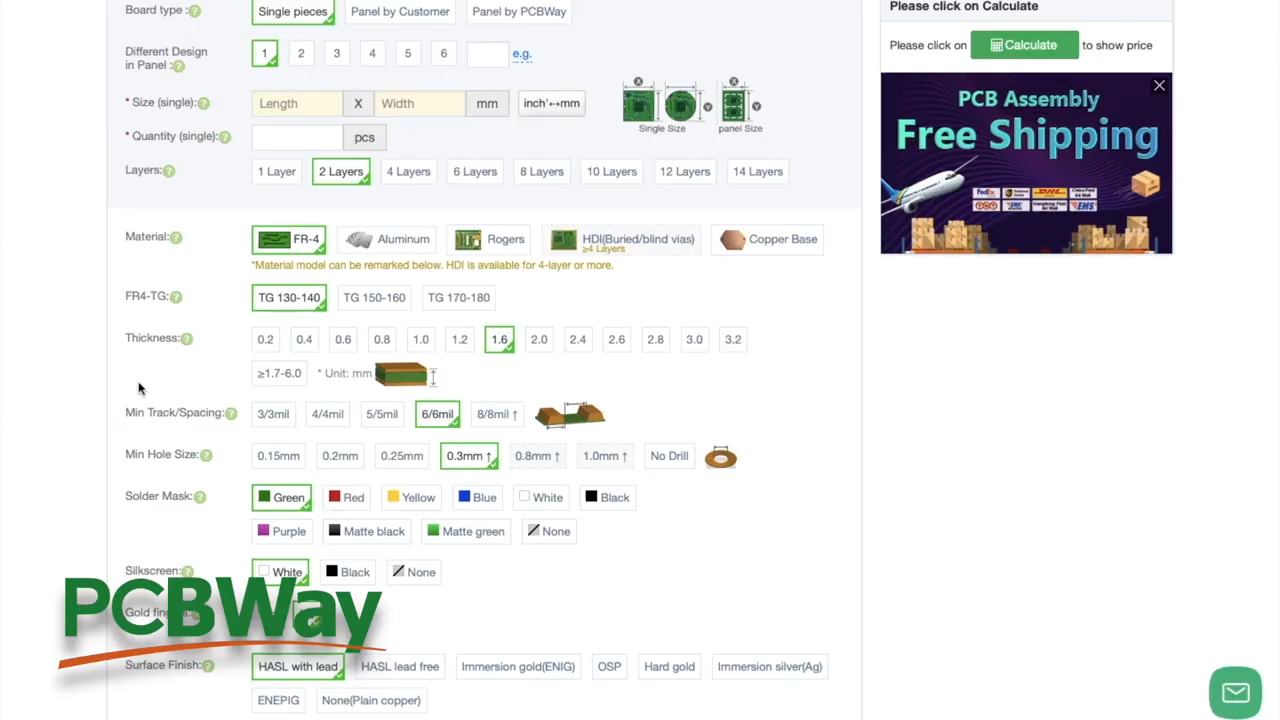 Board type :
Single pieces
Panel by Customer
Panel by PCBWay
Different Design
in Panel :
1
2
3
4
5
6
e.g.
* Size (single):
Length
X
Width
mm
inch'↔mm
X
Y
X
Y
Single Size
panel Size
* Quantity (single):
pcs
Layers:
1 Layer
2 Layers
4 Layers
6 Layers
8 Layers
10 Layers
12 Layers
14 Layers
Material:
FR-4
Aluminum
Rogers
HDI(Buried/blind vias)
≥4 Layers
Copper Base
*Material model can be remarked below. HDI is available for 4-layer or more.
FR4-TG:
TG 130-140
TG 150-160
TG 170-180
Thickness:
0.2
0.4
0.6
0.8
1.0
1.2
1.6
2.0
2.4
2.6
2.8
3.0
3.2
≥1.7-6.0
* Unit: mm
Min Track/Spacing:
3/3mil
4/4mil
5/5mil
6/6mil
8/8mil ↑
Min Hole Size:
0.15mm
0.2mm
0.25mm
0.3mm ↑
0.8mm ↑
1.0mm ↑
No Drill
Solder Mask:
Green
Red
Yellow
Blue
White
Black
Purple
Matte black
Matte green
None
Silkscreen:
White
Black
None
Gold
PCBWay
Surface Finish:
HASL with lead
HASL lead free
Immersion gold(ENIG)
OSP
Hard gold
Immersion silver(Ag)
ENEPIG
None(Plain copper)
Please click on Calculate
Please click on
Calculate
to show price
PCB Assembly
Free Shipping
FedEx
DHL
TNT
EMS
EMS